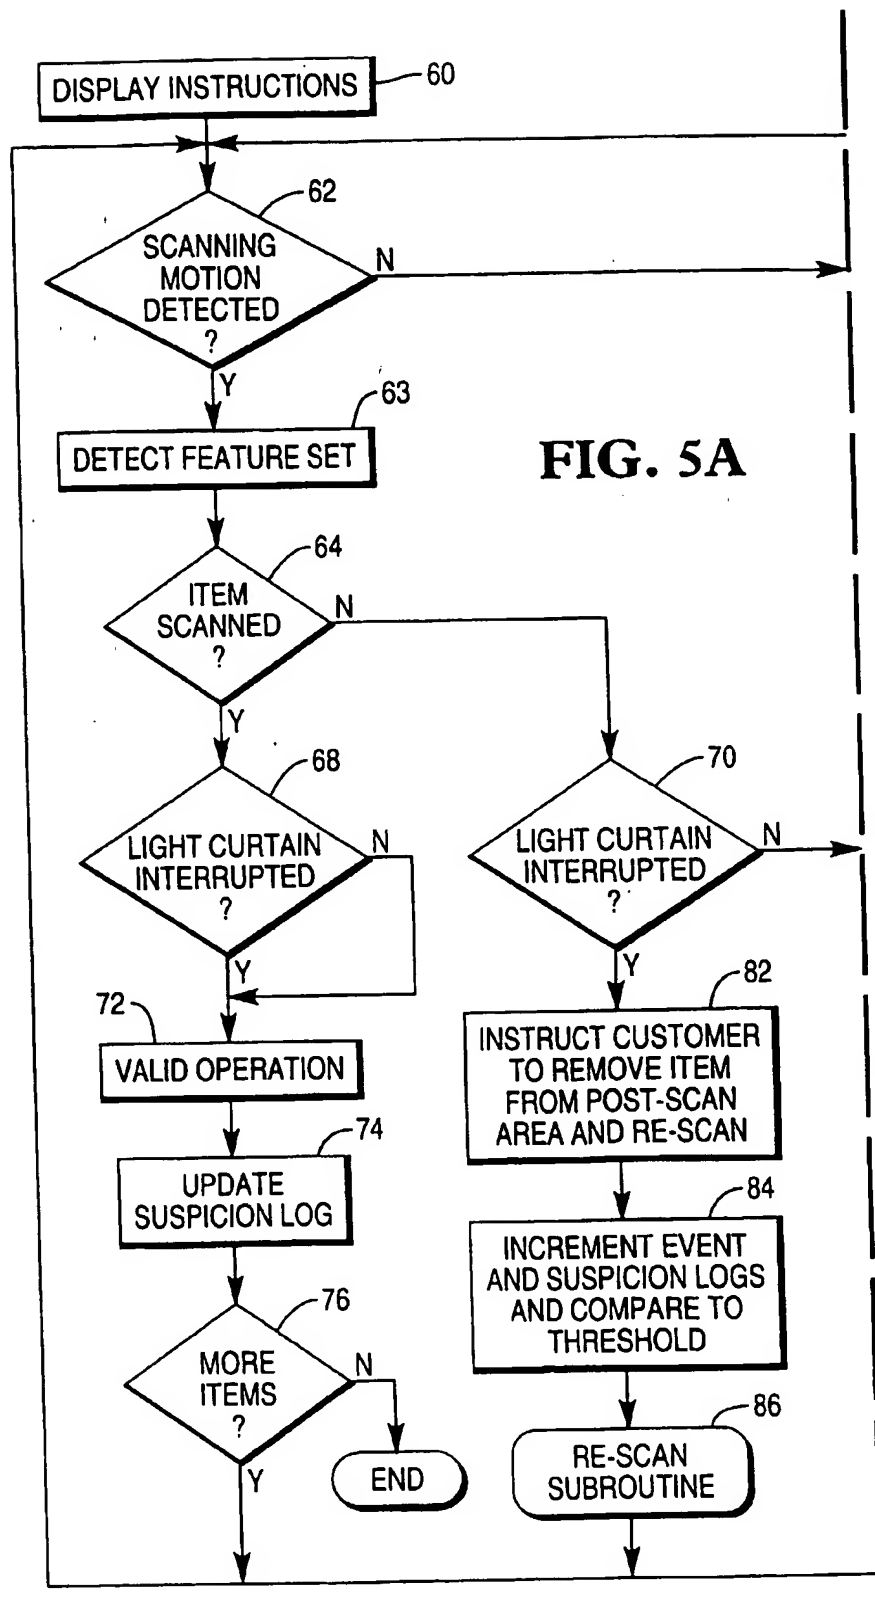 DISPLAY INSTRUCTIONS
60
62
SCANNING
MOTION
DETECTED
?
N
Y
63
DETECT FEATURE SET
FIG. 5A
64
ITEM
SCANNED
?
N
Y
68
LIGHT CURTAIN
INTERRUPTED
?
N
Y
70
LIGHT CURTAIN
INTERRUPTED
?
N
Y
72
VALID OPERATION
74
UPDATE
SUSPICION LOG
76
MORE
ITEMS
?
N
Y
END
82
INSTRUCT CUSTOMER
TO REMOVE ITEM
FROM POST-SCAN
AREA AND RE-SCAN
84
INCREMENT EVENT
AND SUSPICION LOGS
AND COMPARE TO
THRESHOLD
86
RE-SCAN
SUBROUTINE